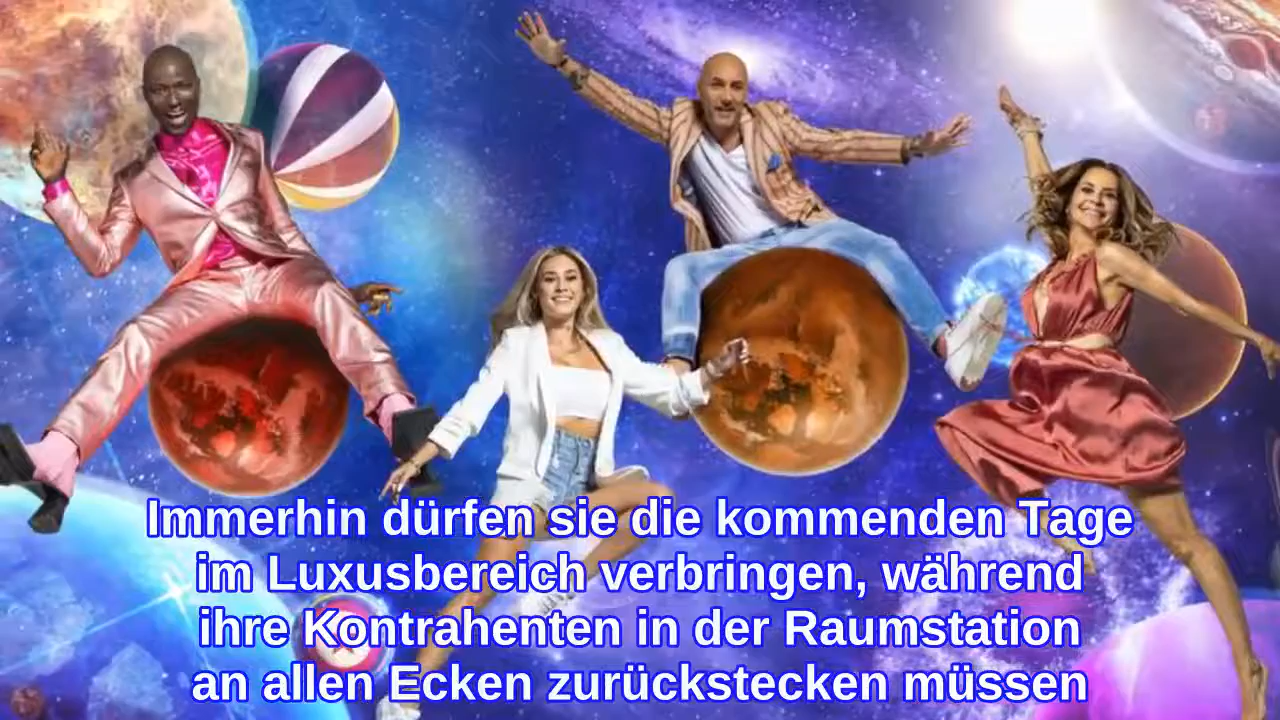 Immerhin dürfen sie die kommenden Tage
im Luxusbereich verbringen, während
ihre Kontrahenten in der Raumstation
an allen Ecken zurückstecken müssen